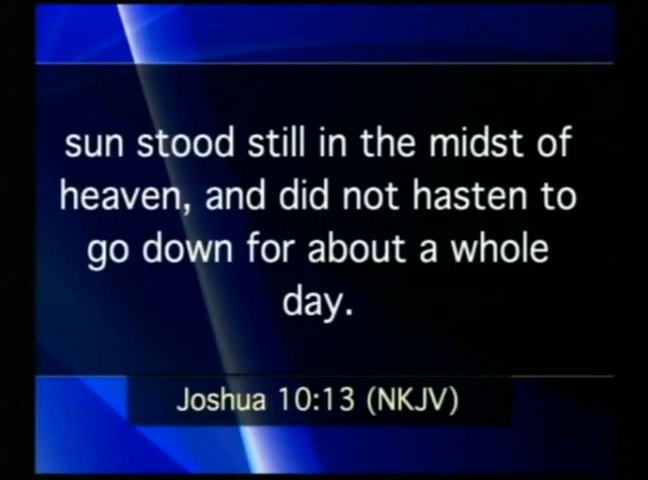 sun stood still in the midst of
heaven, and did not hasten to
go down for about a whole
day.
Joshua 10:13 (NKJV)